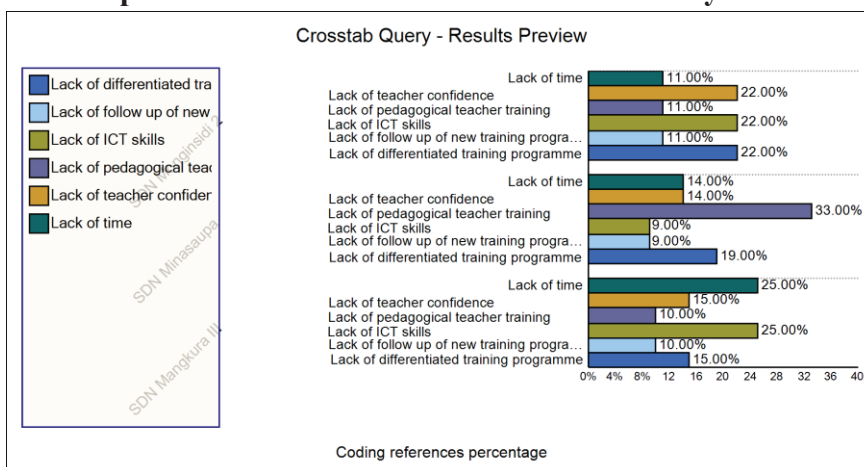 Crosstab Query - Results Preview
Lack of differentiated tra
Lack of follow up of new
Lack of ICT skills
Lack of pedagogical teac
Lack of teacher confider
Lack of time
SDN Manginsidi 2
SDN Minasaupa
SDN Mangkura III
Lack of time 11.00%
Lack of teacher confidence 22.00%
Lack of pedagogical teacher training 11.00%
Lack of ICT skills 22.00%
Lack of follow up of new training progra... 11.00%
Lack of differentiated training programme 22.00%
Lack of time 14.00%
Lack of teacher confidence 14.00%
Lack of pedagogical teacher training 33.00%
Lack of ICT skills 9.00%
Lack of follow up of new training progra... 9.00%
Lack of differentiated training programme 19.00%
Lack of time 25.00%
Lack of teacher confidence 15.00%
Lack of pedagogical teacher training 10.00%
Lack of ICT skills 25.00%
Lack of follow up of new training progra... 10.00%
Lack of differentiated training programme 15.00%
0% 4% 8% 12 16 20 24 28 32 36 40
Coding references percentage